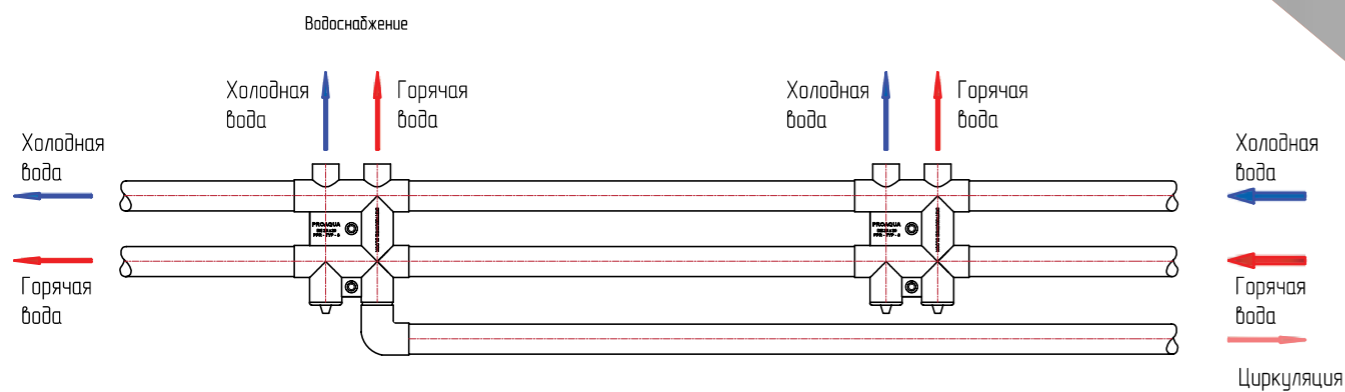 Водоснабжение
Холодная
вода
Горячая
вода
Холодная
вода
Горячая
вода
Холодная
вода
Холодная
вода
PROAQUA
PROAQUA
Горячая
вода
Горячая
вода
Циркуляция